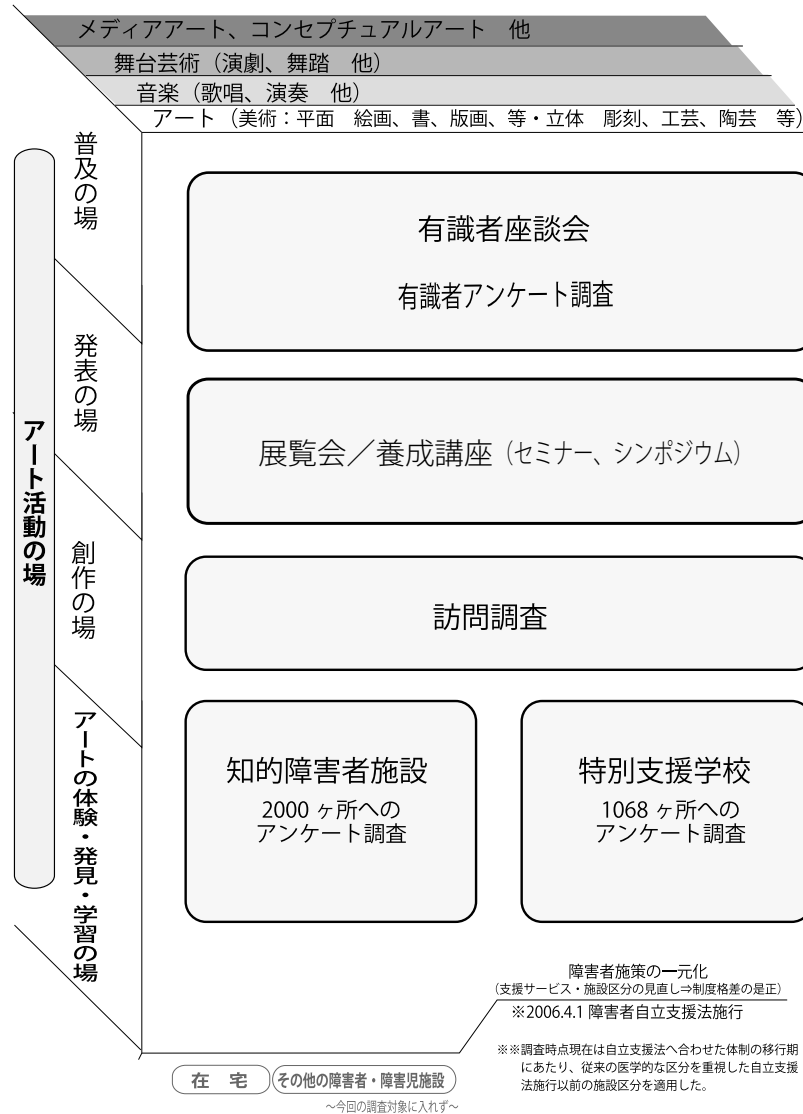 メディアアート、コンセプチュアルアート　他
舞台芸術（演劇、舞踏　他）
音楽（歌唱、演奏　他）
アート（美術：平面　絵画、書、版画、等・立体　彫刻、工芸、陶芸　等）
アート活動の場
普及の場
発表の場
創作の場
アートの体験・発見・学習の場
有識者座談会
有識者アンケート調査
展覧会／養成講座（セミナー、シンポジウム）
訪問調査
知的障害者施設
2000 ヶ所への
アンケート調査
特別支援学校
1068 ヶ所への
アンケート調査
障害者施策の一元化
（支援サービス・施設区分の見直し⇒制度格差の是正）
※2006.4.1 障害者自立支援法施行
※※調査時点現在は自立支援法へ合わせた体制の移行期
にあたり、従来の医学的な区分を重視した自立支援
法施行以前の施設区分を適用した。
在　宅
その他の障害者・障害児施設
～今回の調査対象に入れず～